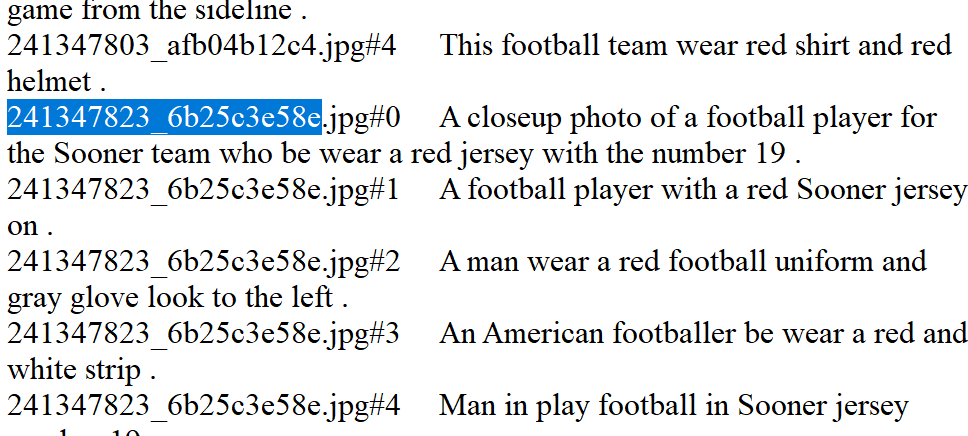 game from the sideline .
241347803_afb04b12c4.jpg#4 This football team wear red shirt and red
helmet .
241347823_6b25c3e58e.jpg#0 A closeup photo of a football player for
the Sooner team who be wear a red jersey with the number 19 .
241347823_6b25c3e58e.jpg#1 A football player with a red Sooner jersey
on .
241347823_6b25c3e58e.jpg#2 A man wear a red football uniform and
gray glove look to the left .
241347823_6b25c3e58e.jpg#3 An American footballer be wear a red and
white strip .
241347823_6b25c3e58e.jpg#4 Man in play football in Sooner jersey